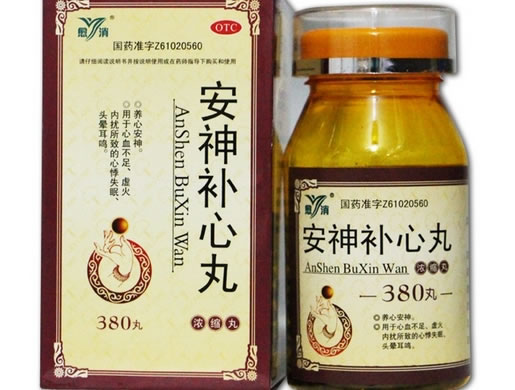 愈消
OTC
国药准字Z61020560
请仔细阅读说明书并按说明使用或在药师指导下购买和使用
安神补心丸
AnShen BuXin Wan
◎养心安神。
◎用于心血不足、虚火
内扰所致的心悸失眠、
头晕耳鸣。
380丸
浓缩丸
愈消
国药准字Z61020560
安神补心丸
AnShen BuXin Wan
浓缩丸
380丸
◎养心安神。
◎用于心血不足、虚火
内扰所致的心悸失眠、
头晕耳鸣。